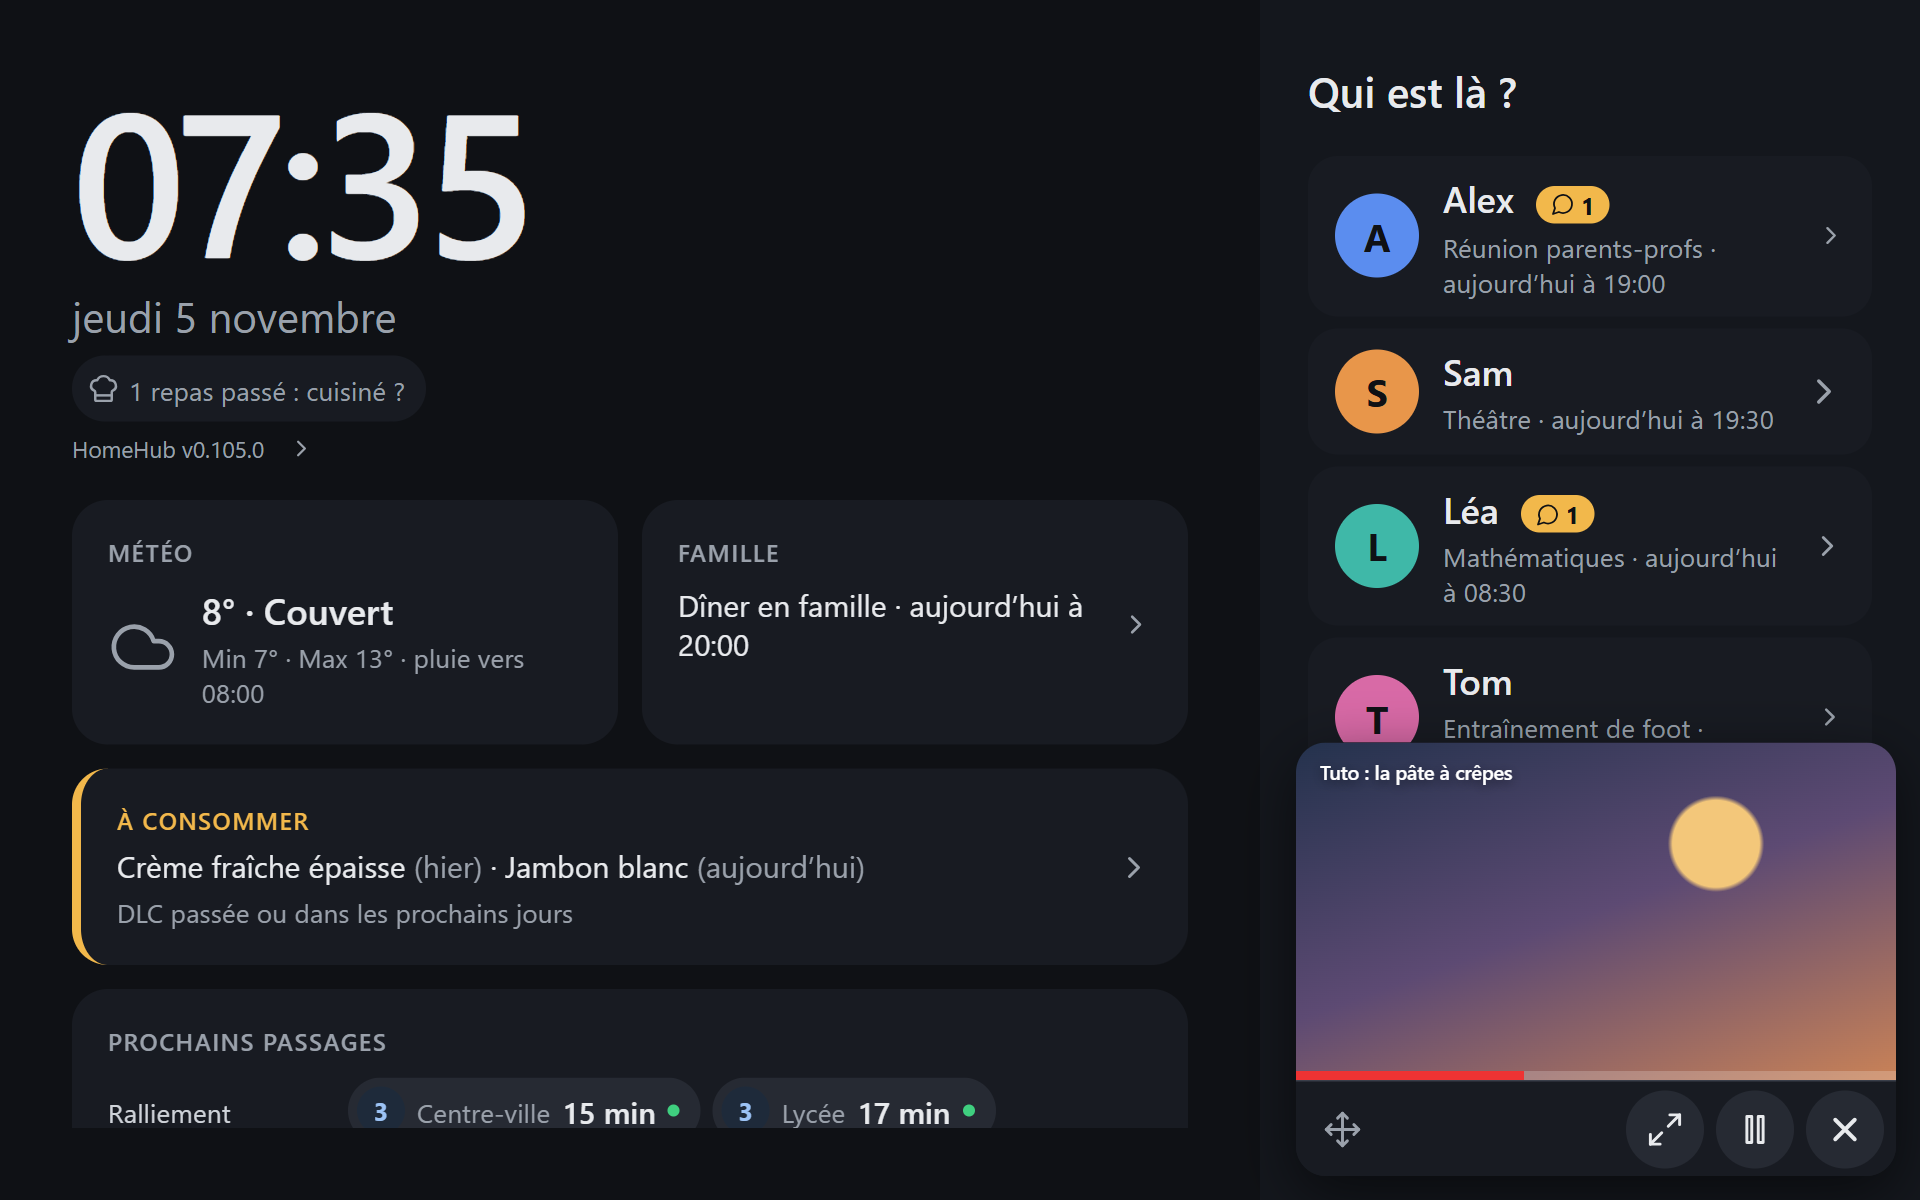 07:35
jeudi 5 novembre
1 repas passé : cuisiné ?
HomeHub v0.105.0
MÉTÉO
8° · Couvert
Min 7° · Max 13° · pluie vers
08:00
FAMILLE
Dîner en famille · aujourd’hui à
20:00
À CONSOMMER
Crème fraîche épaisse (hier) · Jambon blanc (aujourd’hui)
DLC passée ou dans les prochains jours
PROCHAINS PASSAGES
Ralliement 3 Centre-ville 15 min 3 Lycée 17 min
Qui est là ?
A
Alex 1
Réunion parents-profs ·
aujourd’hui à 19:00
S
Sam
Théâtre · aujourd’hui à 19:30
L
Léa 1
Mathématiques · aujourd’hui
à 08:30
T
Tom
Entraînement de foot ·
Tuto : la pâte à crêpes